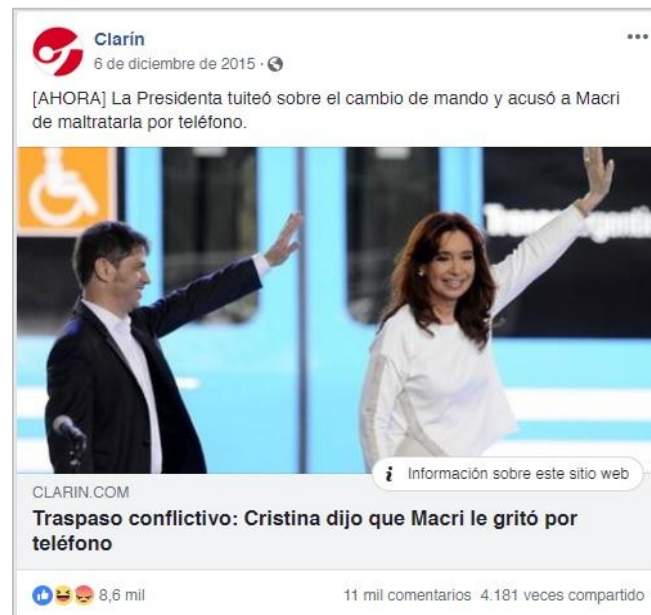 Clarín
6 de diciembre de 2015 ·
[AHORA] La Presidenta tuiteó sobre el cambio de mando y acusó a Macri
de maltratarla por teléfono.
Información sobre este sitio web
CLARIN.COM
Traspaso conflictivo: Cristina dijo que Macri le gritó por
teléfono
8,6 mil 11 mil comentarios 4.181 veces compartido